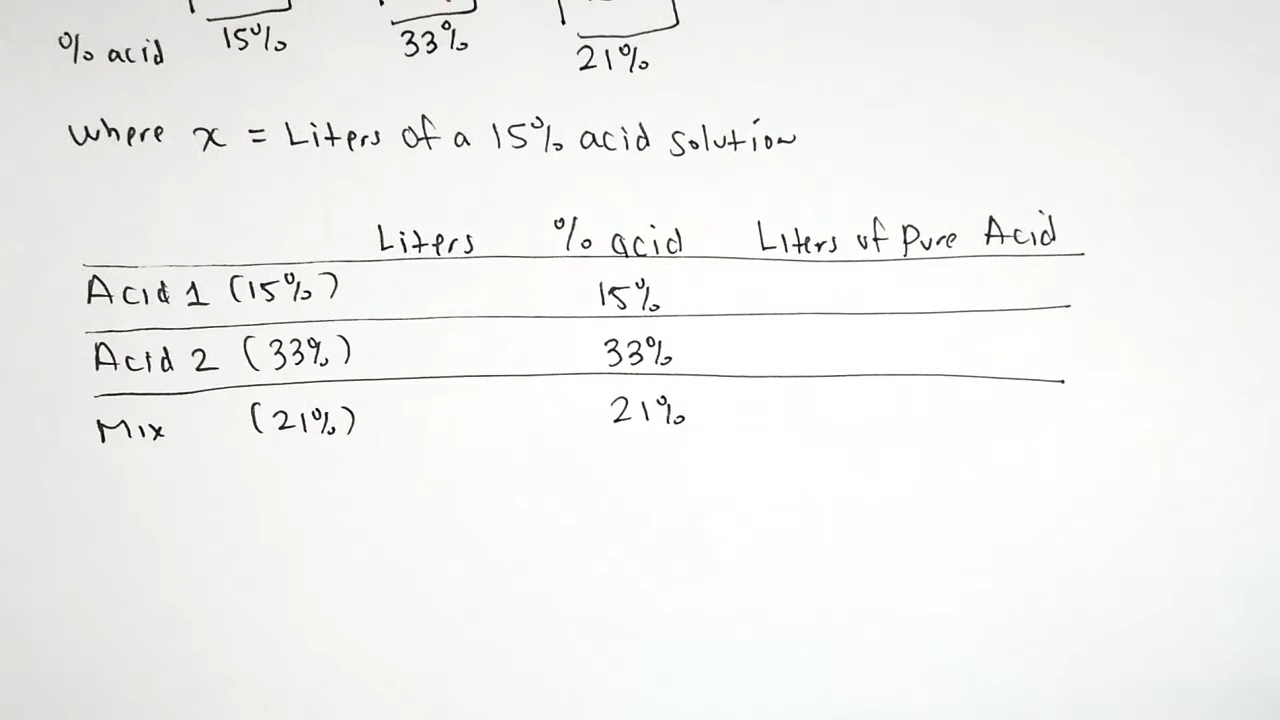 % acid 15% 33% 21%
where x = Liters of a 15% acid solution
Liters % acid Liters of Pure Acid
Acid 1 (15%) 15%
Acid 2 (33%) 33%
Mix (21%) 21%